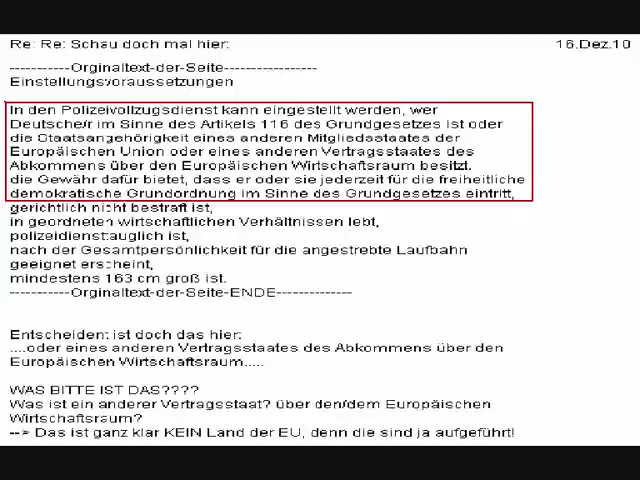 Re: Re: Schau doch mal hier: 16.Dez.10
----------Orginaltext-der-Seite---------------
Einstellungsvoraussetzungen
In den Polizeivollzugsdienst kann eingestellt werden, wer
Deutsche/r im Sinne des Artikels 116 des Grundgesetzes ist oder
die Staatsangehörigkeit eines anderen Mitgliedsstaates der
Europäischen Union oder eines anderen Vertragsstaates des
Abkommens über den Europäischen Wirtschaftsraum besitzt.
die Gewähr dafür bietet, dass er oder sie jederzeit für die freiheitliche
demokratische Grundordnung im Sinne des Grundgesetzes eintritt,
gerichtlich nicht bestraft ist,
in geordneten wirtschaftlichen Verhältnissen lebt,
polizeidiensttauglich ist,
nach der Gesamtpersönlichkeit für die angestrebte Laufbahn
geeignet erscheint,
mindestens 163 cm groß ist.
----------Orginaltext-der-Seite-ENDE------------
Entscheident ist doch das hier:
....oder eines anderen Vertragsstaates des Abkommens über den
Europäischen Wirtschaftsraum.....
WAS BITTE IST DAS????
Was ist ein anderer Vertragsstaat? über den/dem Europäischen
Wirtschaftsraum?
--> Das ist ganz klar KEIN Land der EU, denn die sind ja aufgeführt!